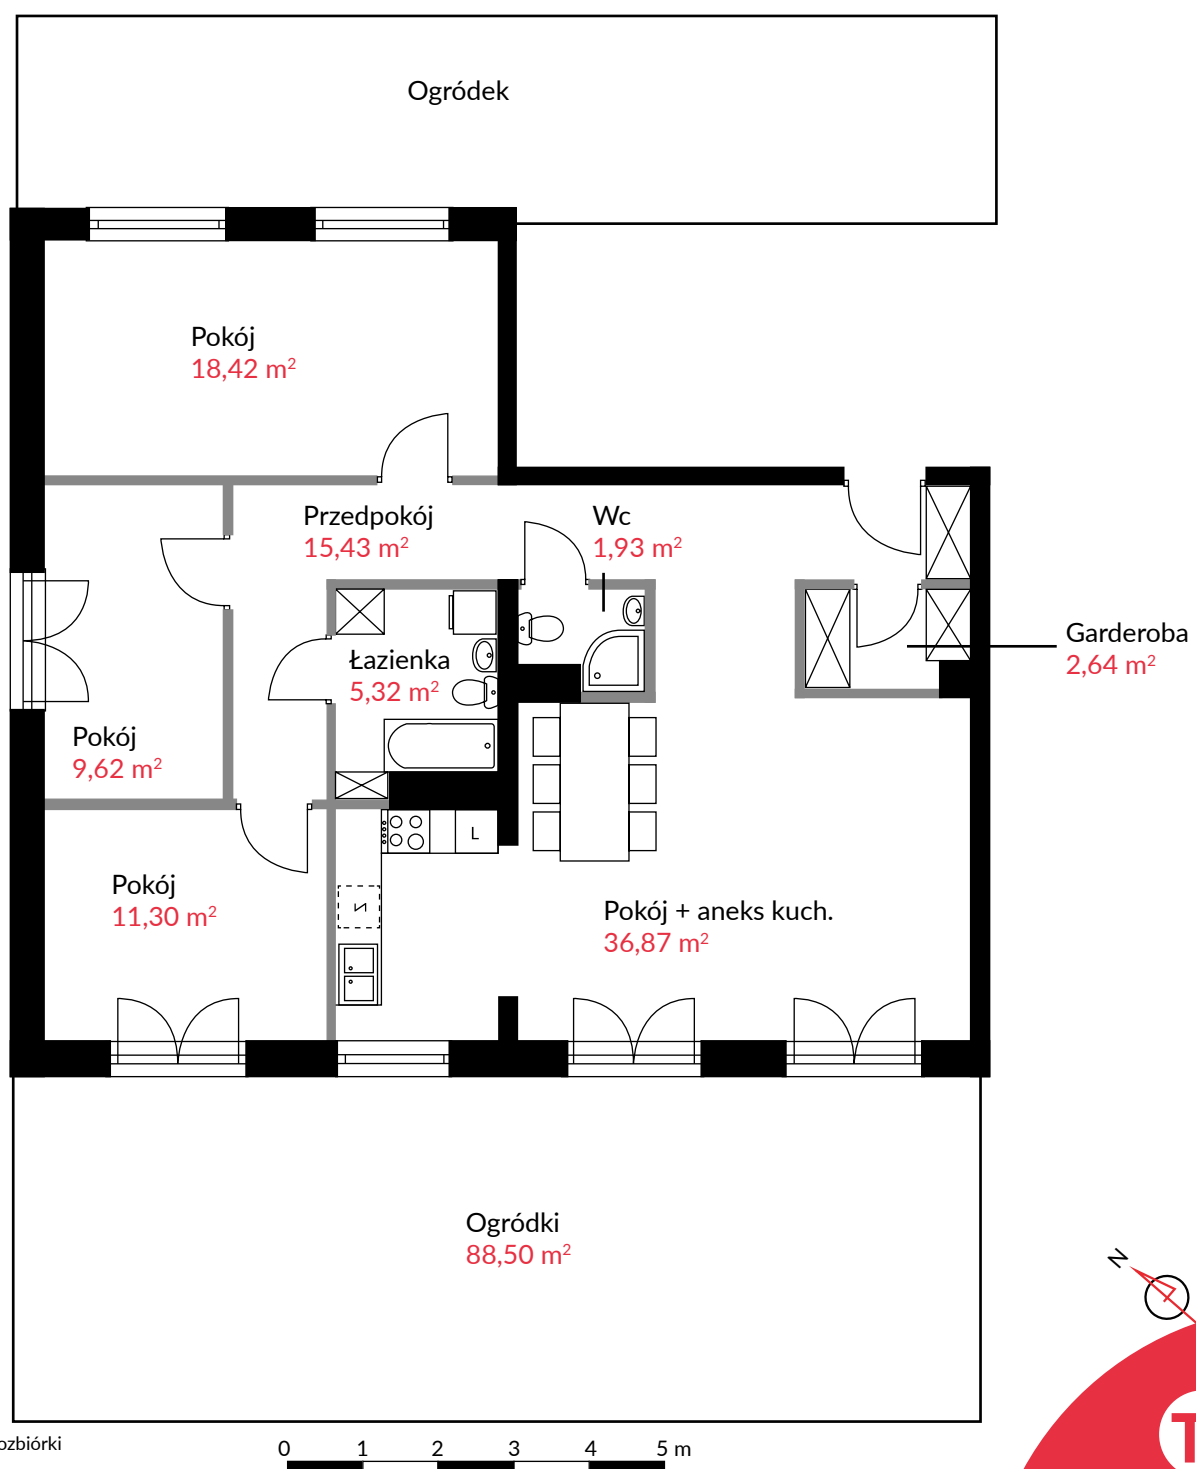 Ogródek
Pokój
18,42 m²
Przedpokój
15,43 m²
Wc
1,93 m²
Garderoba
2,64 m²
Łazienka
5,32 m²
Pokój
9,62 m²
L
Pokój
11,30 m²
Pokój + aneks kuch.
36,87 m²
Ogródki
88,50 m²
N
T
ozbiórki
0 1 2 3 4 5 m